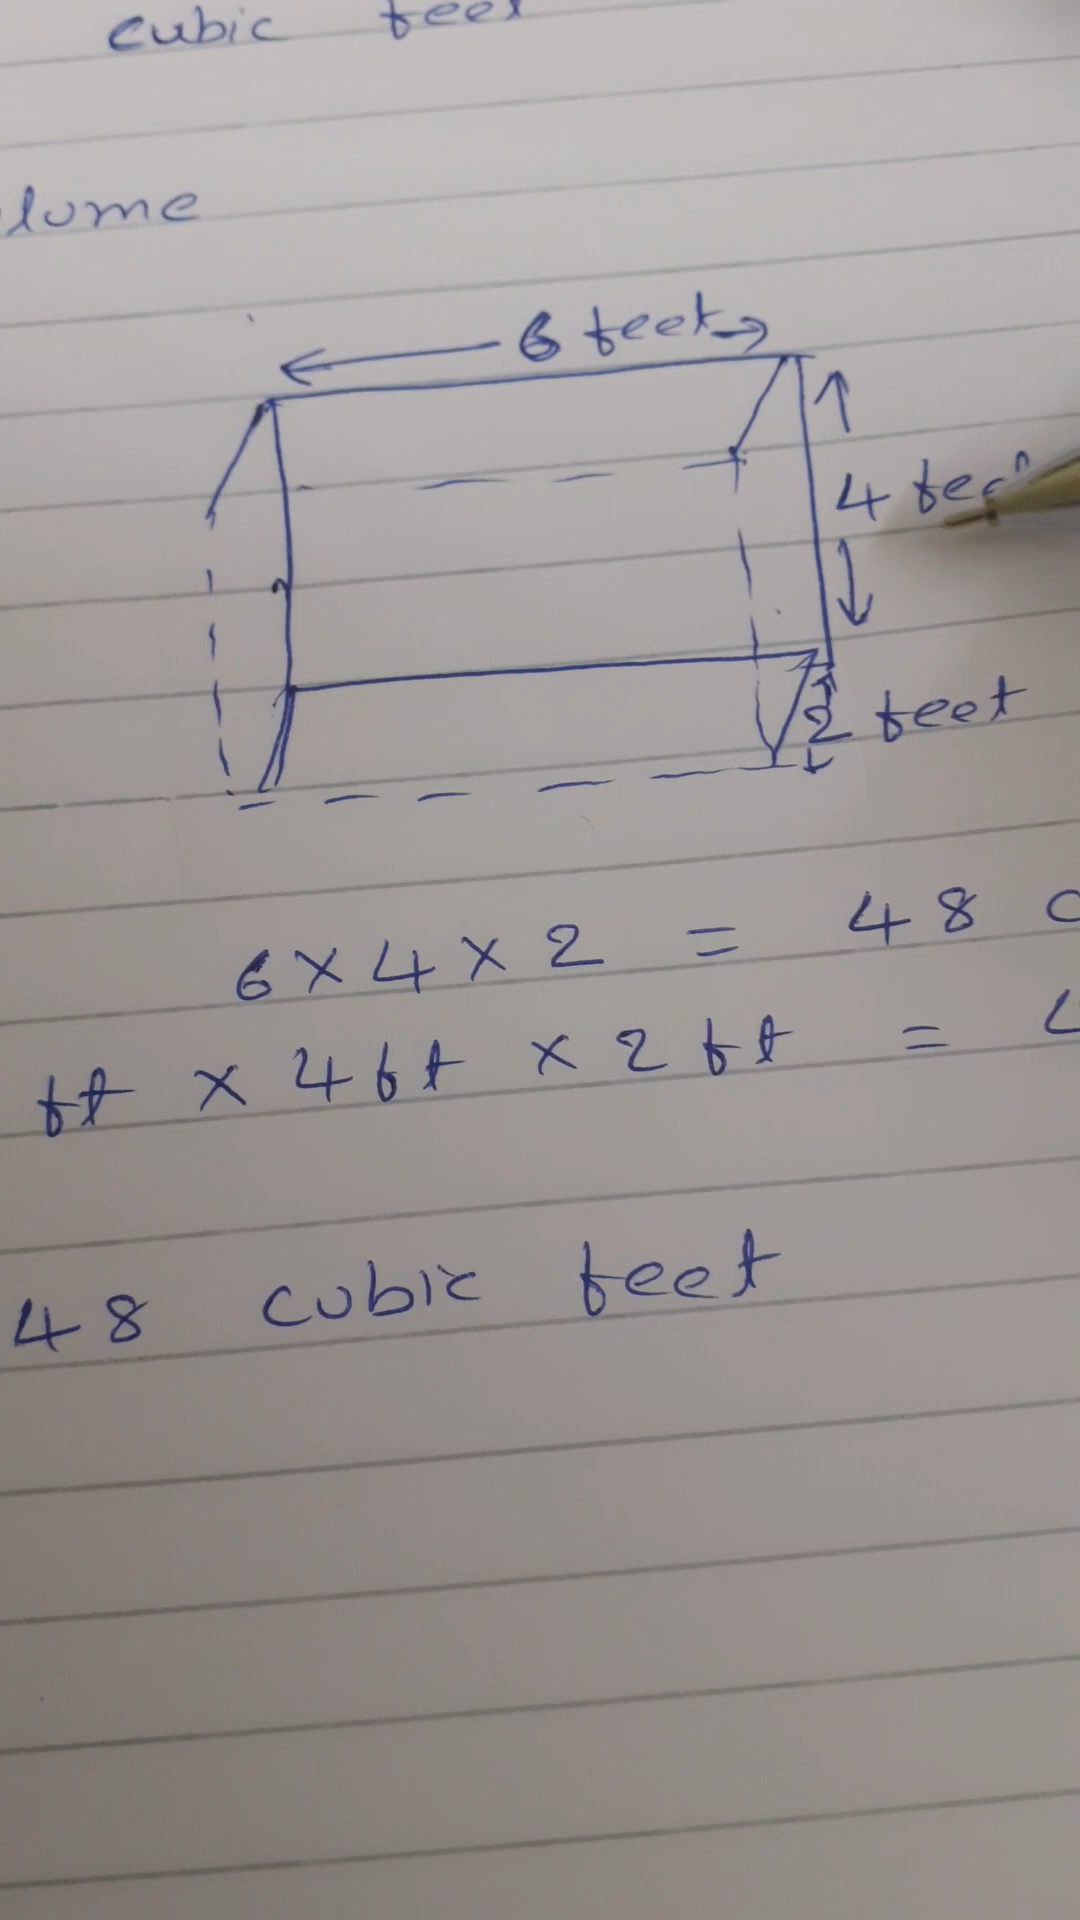 cubic feet
lume
6 feet
4 feet
2 feet
6 × 4 × 2 = 48 c
ft × 4 ft × 2 ft = 4
48 cubic feet